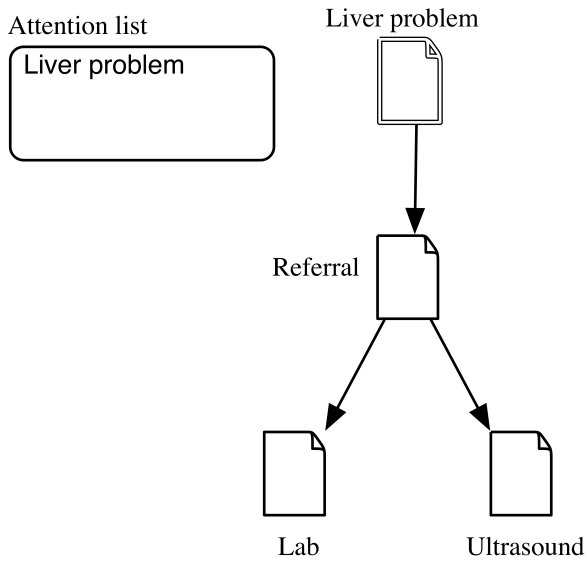 Attention list
Liver problem
Liver problem
Referral
Lab
Ultrasound